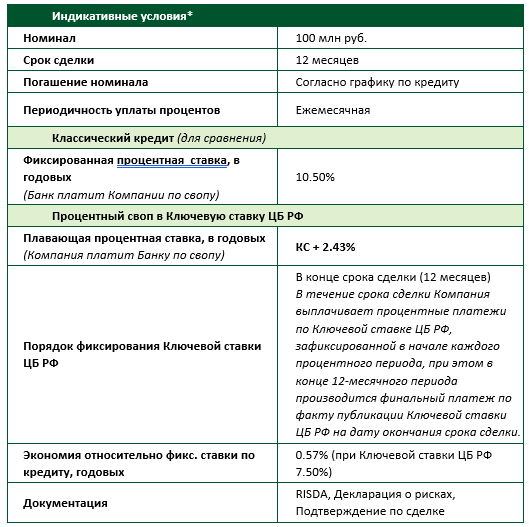 Индикативные условия*
Номинал
100 млн руб.
Срок сделки
12 месяцев
Погашение номинала
Согласно графику по кредиту
Периодичность уплаты процентов
Ежемесячная
Классический кредит (для сравнения)
Фиксированная процентная ставка, в
годовых
(Банк платит Компании по свопу)
10.50%
Процентный своп в Ключевую ставку ЦБ РФ
Плавающая процентная ставка, в годовых
(Компания платит Банку по свопу)
КС + 2.43%
Порядок фиксирования Ключевой ставки
ЦБ РФ
В конце срока сделки (12 месяцев)
В течение срока сделки Компания
выплачивает процентные платежи
по Ключевой ставке ЦБ РФ,
зафиксированной в начале каждого
процентного периода, при этом в
конце 12-месячного периода
производится финальный платеж по
факту публикации Ключевой ставки
ЦБ РФ на дату окончания срока сделки.
Экономия относительно фикс. ставки по
кредиту, годовых
0.57% (при Ключевой ставки ЦБ РФ
7.50%)
Документация
RISDA, Декларация о рисках,
Подтверждение по сделке